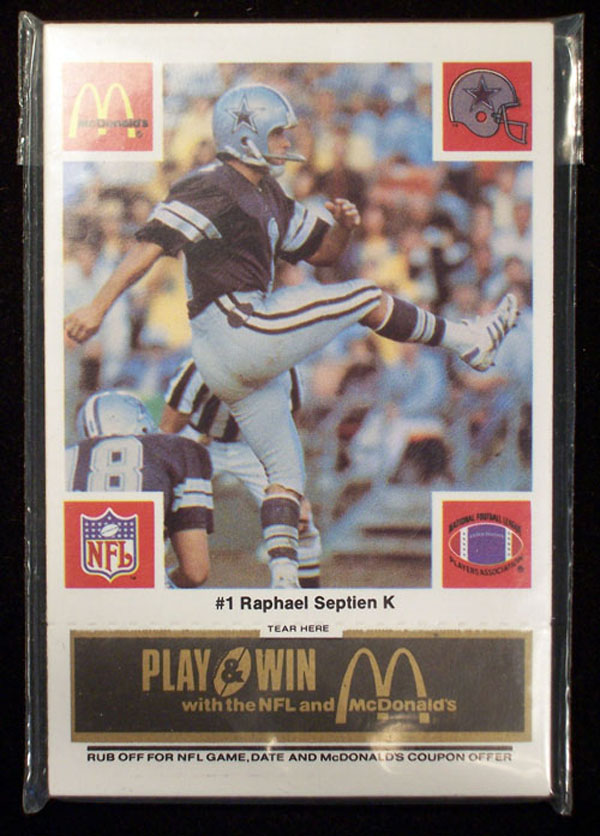 McDonald's
8
NFL
NATIONAL FOOTBALL LEAGUE
PLAYERS ASSOCIATION
#1 Raphael Septien K
TEAR HERE
PLAY & WIN
with the NFL and McDonald's
RUB OFF FOR NFL GAME, DATE AND McDONALD'S COUPON OFFER